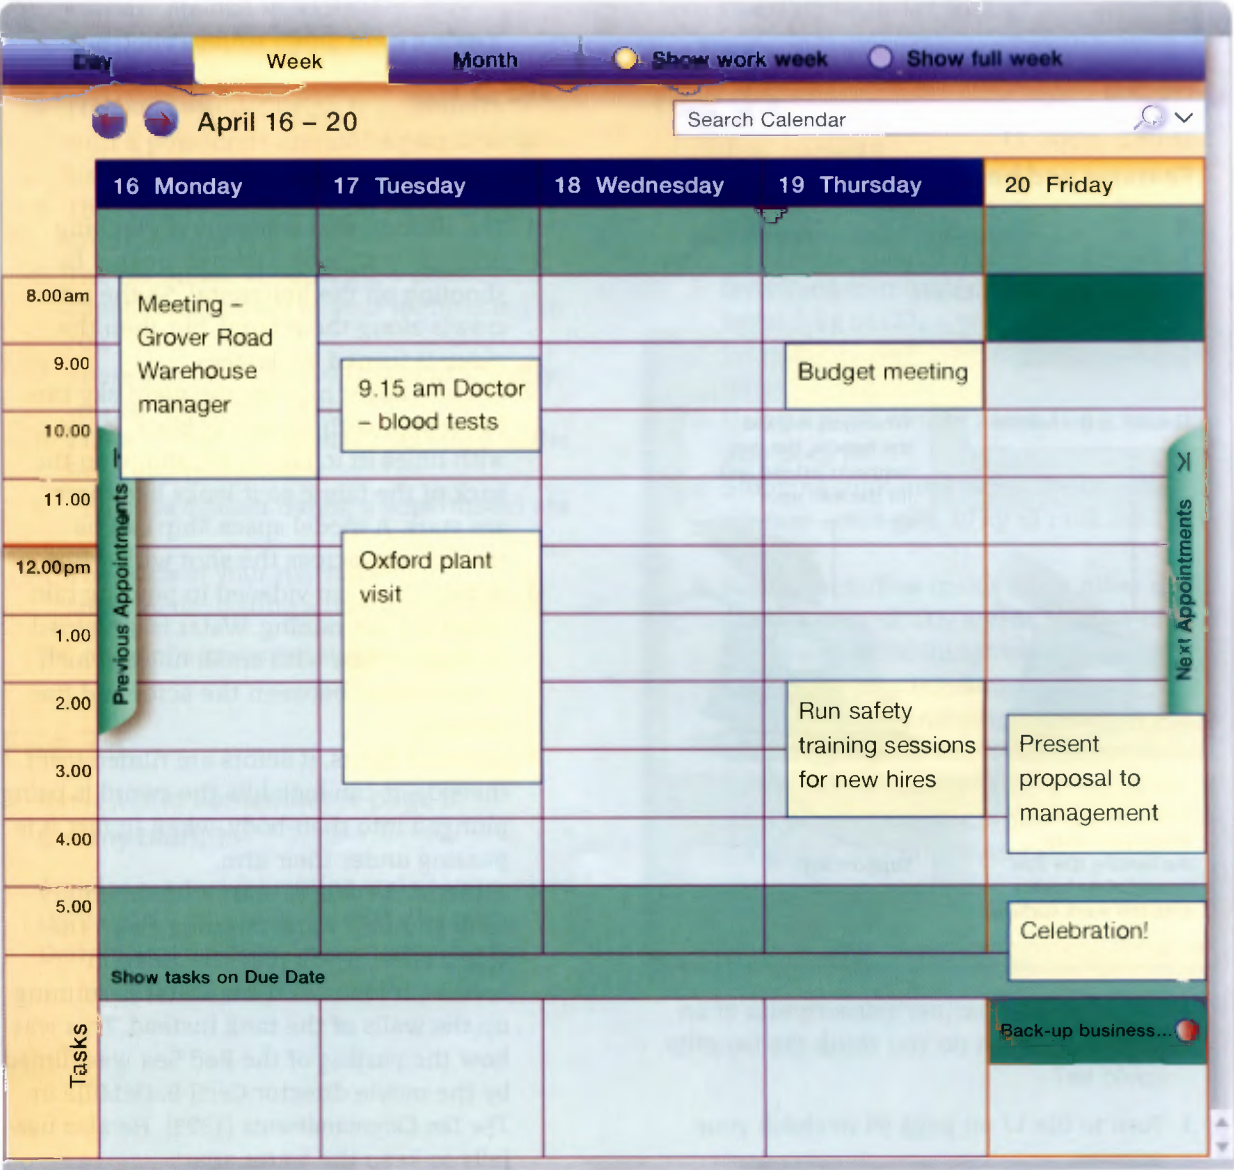 Day Week Month Show work week Show full week
April 16 – 20 Search Calendar
16 Monday 17 Tuesday 18 Wednesday 19 Thursday 20 Friday
8.00am
9.00
10.00
11.00
12.00pm
1.00
2.00
3.00
4.00
5.00
Meeting –
Grover Road
Warehouse
manager
9.15 am Doctor
– blood tests
Oxford plant
visit
Budget meeting
Run safety
training sessions
for new hires
Present
proposal to
management
Celebration!
Previous Appointments
Next Appointments
Show tasks on Due Date
Tasks
Back-up business...